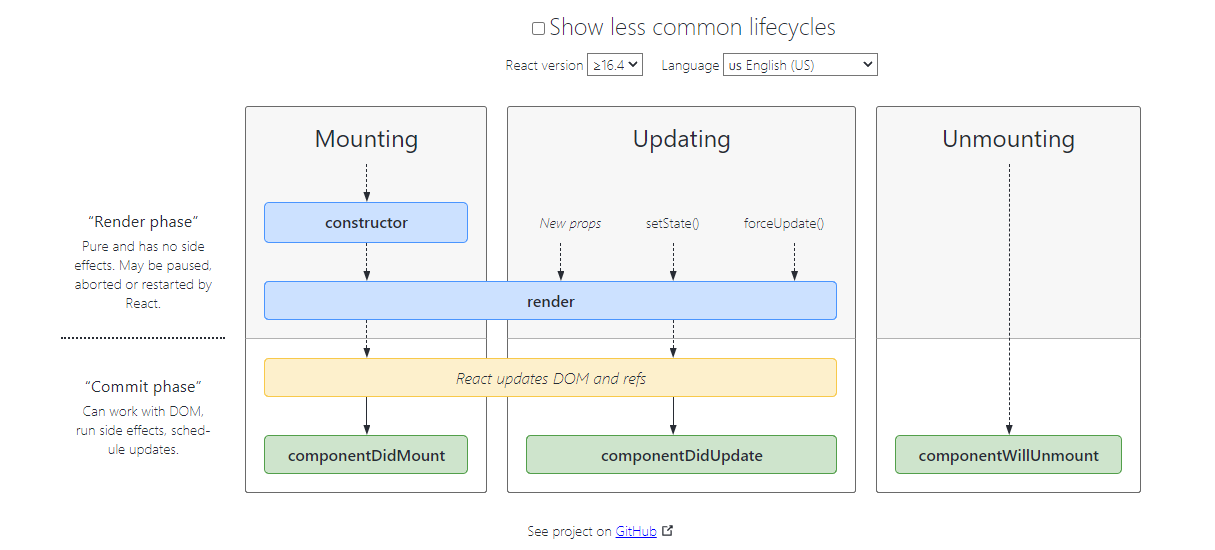 Show less common lifecycles
React version ≥16.4 Language us English (US)
Mounting
Updating
Unmounting
“Render phase”
Pure and has no side
effects. May be paused,
aborted or restarted by
React.
constructor
New props
setState()
forceUpdate()
render
“Commit phase”
Can work with DOM,
run side effects, sched-
ule updates.
React updates DOM and refs
componentDidMount
componentDidUpdate
componentWillUnmount
See project on GitHub